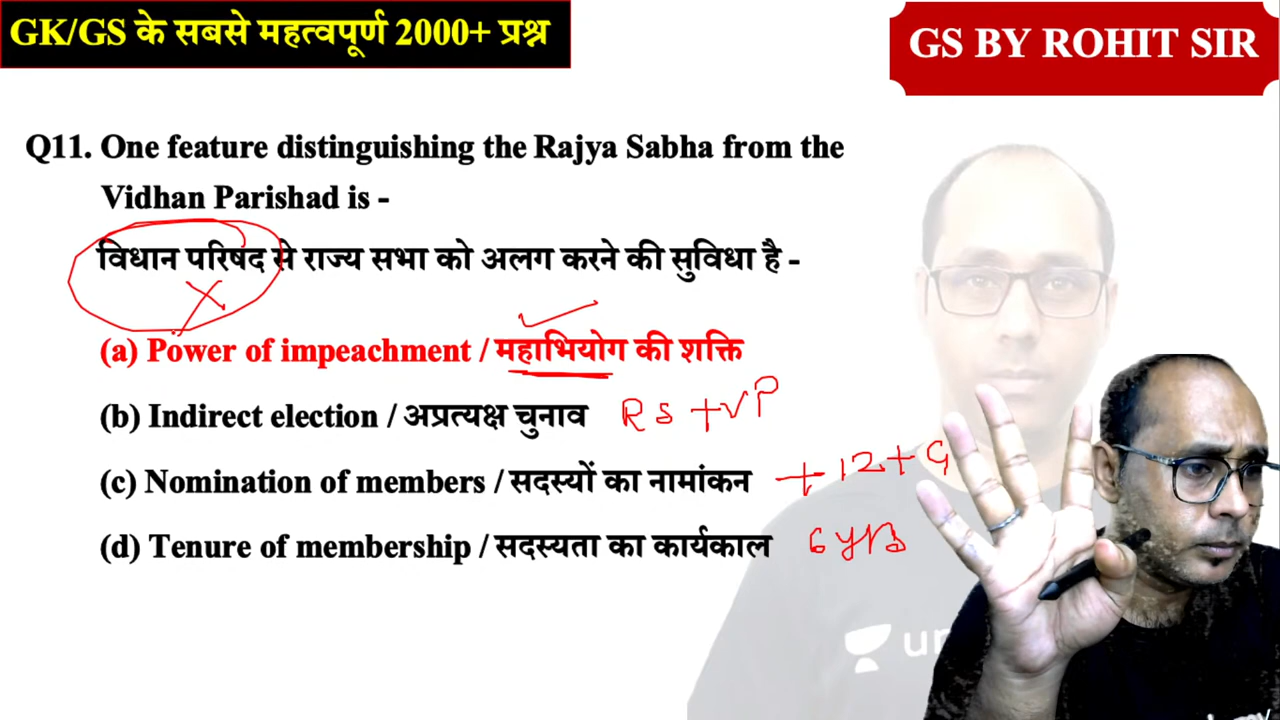 GK/GS के सबसे महत्वपूर्ण 2000+ प्रश्न
GS BY ROHIT SIR
Q11. One feature distinguishing the Rajya Sabha from the
Vidhan Parishad is -
विधान परिषद से राज्य सभा को अलग करने की सुविधा है -
(a) Power of impeachment / महाभियोग की शक्ति
(b) Indirect election / अप्रत्यक्ष चुनाव RS + VP
(c) Nomination of members / सदस्यों का नामांकन + 12 + G
(d) Tenure of membership / सदस्यता का कार्यकाल 6 yrs